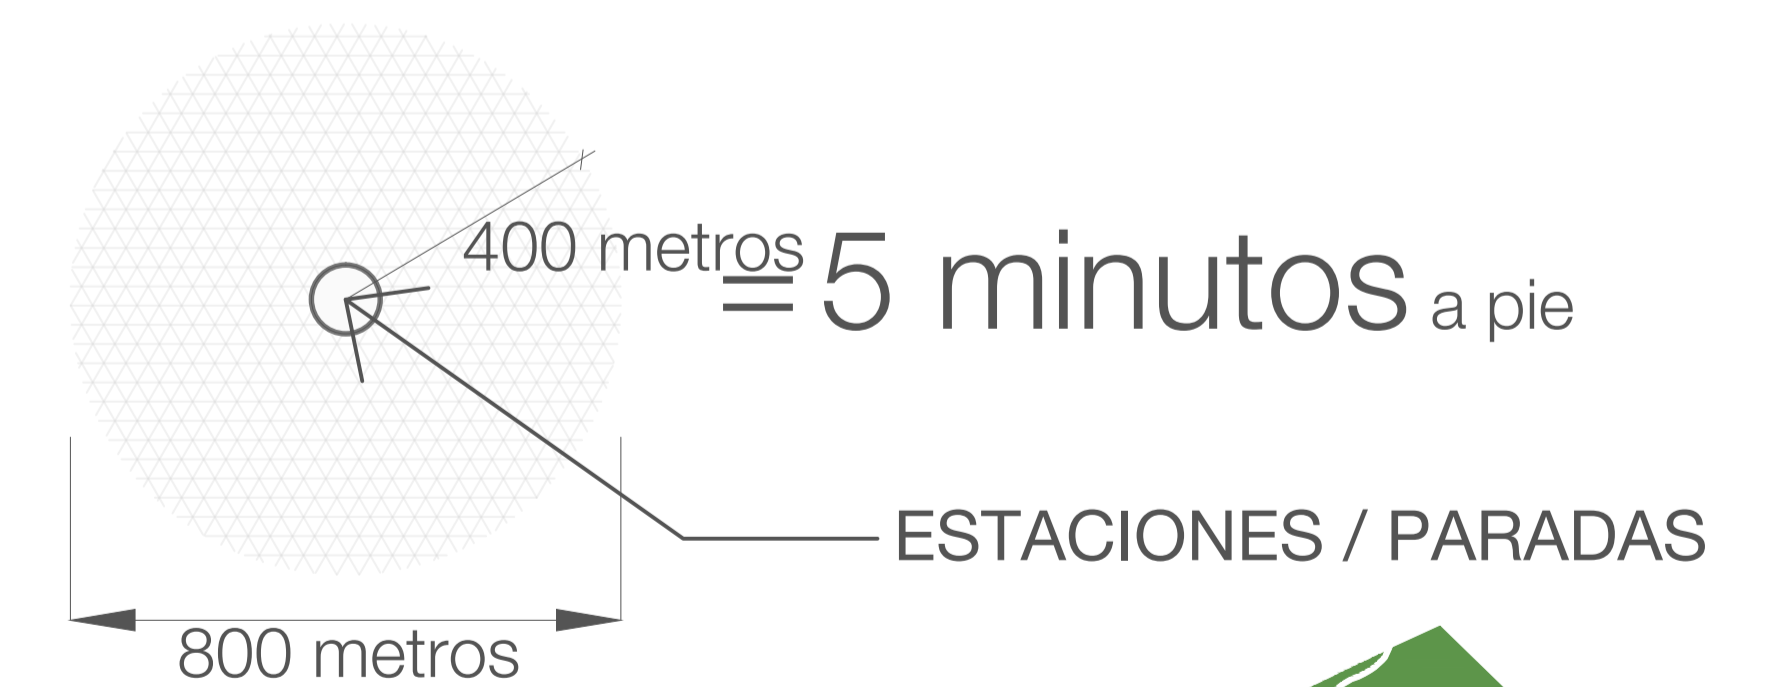 400 metros
= 5 minutos a pie
ESTACIONES / PARADAS
800 metros